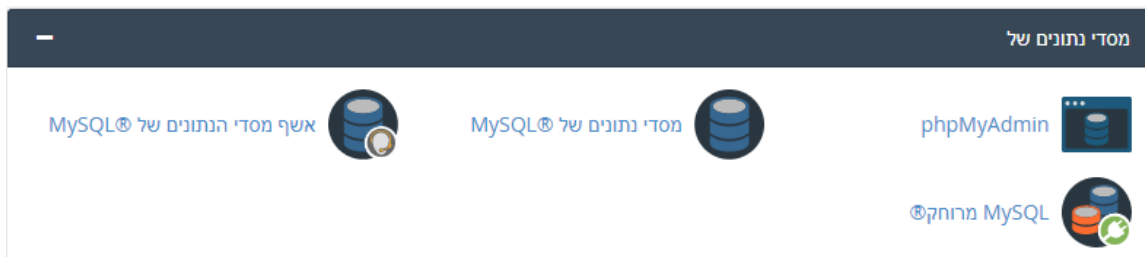 מסדי נתונים של
phpMyAdmin
מסדי נתונים של MySQL®
אשף מסדי הנתונים של MySQL®
MySQL מרוחק®